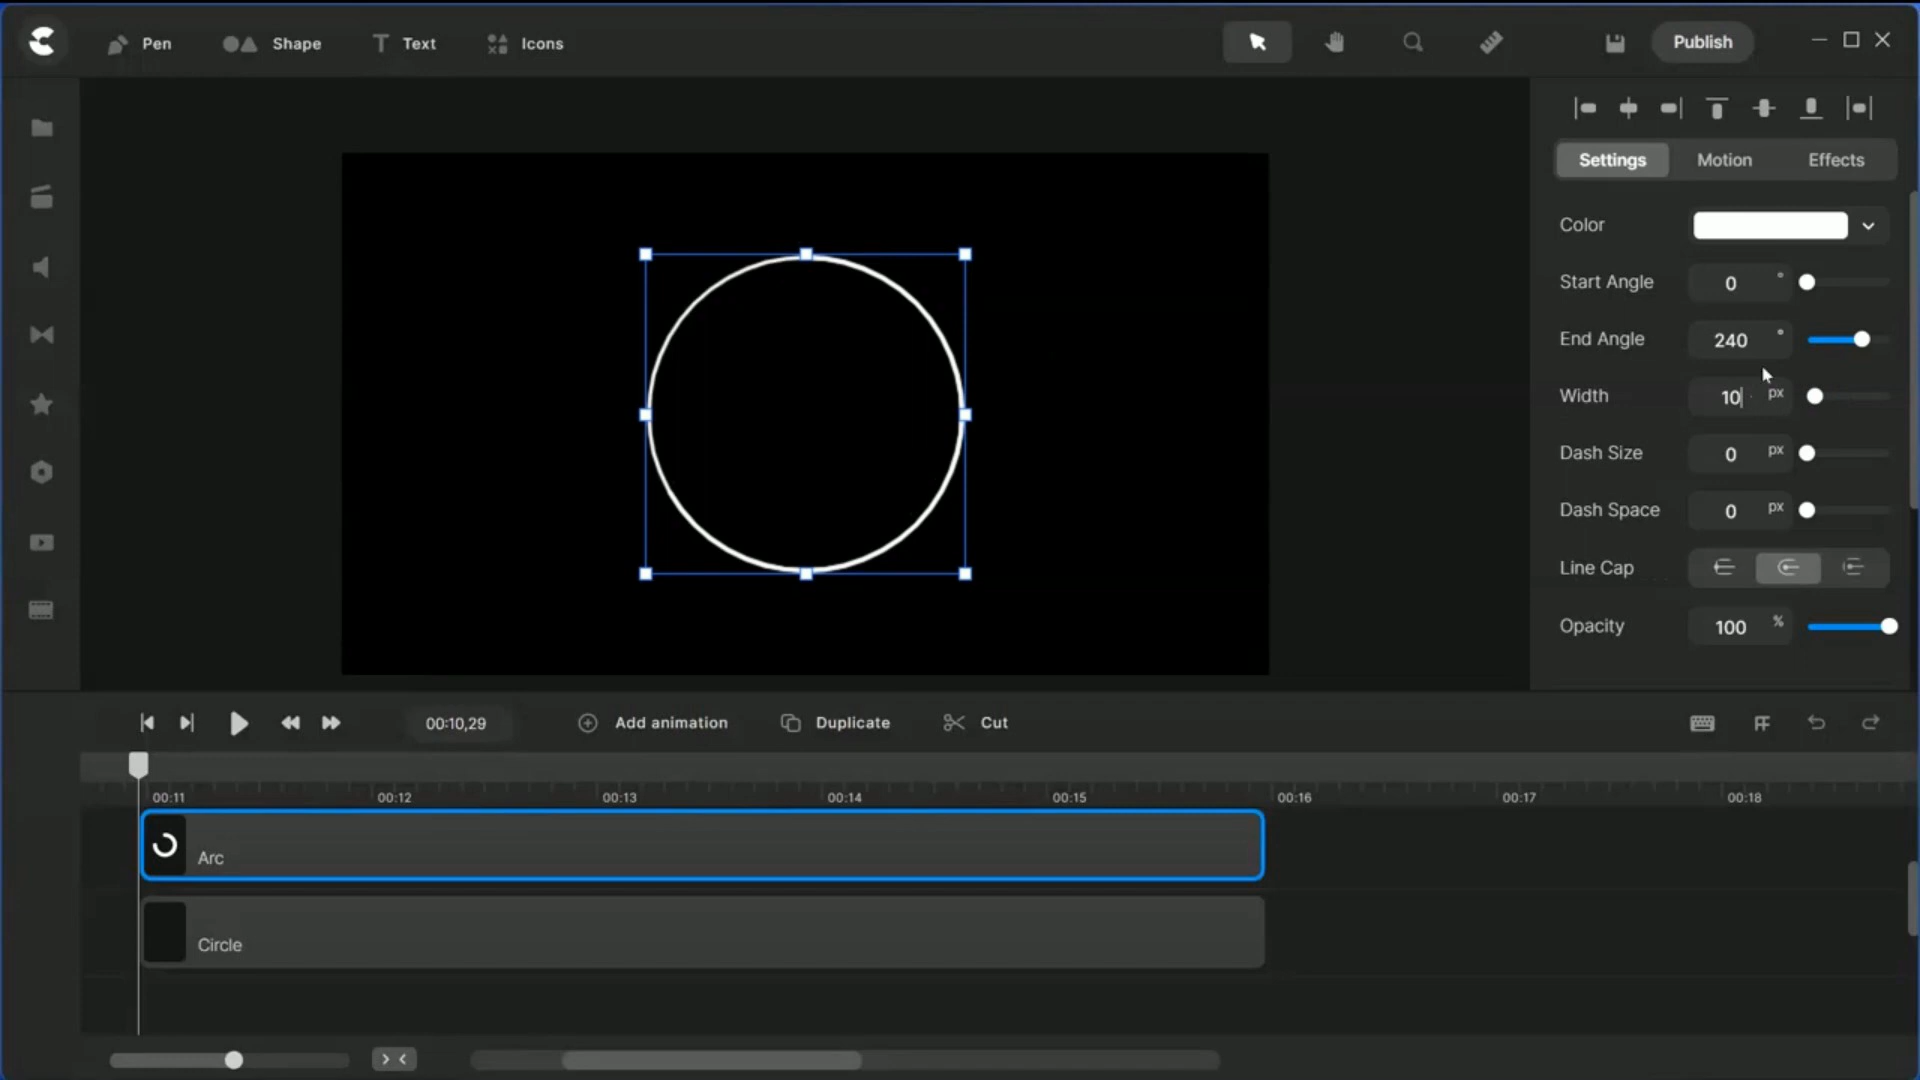 Pen Shape Text Icons Publish
Settings Motion Effects
Color
Start Angle 0 °
End Angle 240 °
Width 10 px
Dash Size 0 px
Dash Space 0 px
Line Cap
Opacity 100 %
00:10,29 Add animation Duplicate Cut
00:11 00:12 00:13 00:14 00:15 00:16 00:17 00:18
Arc
Circle